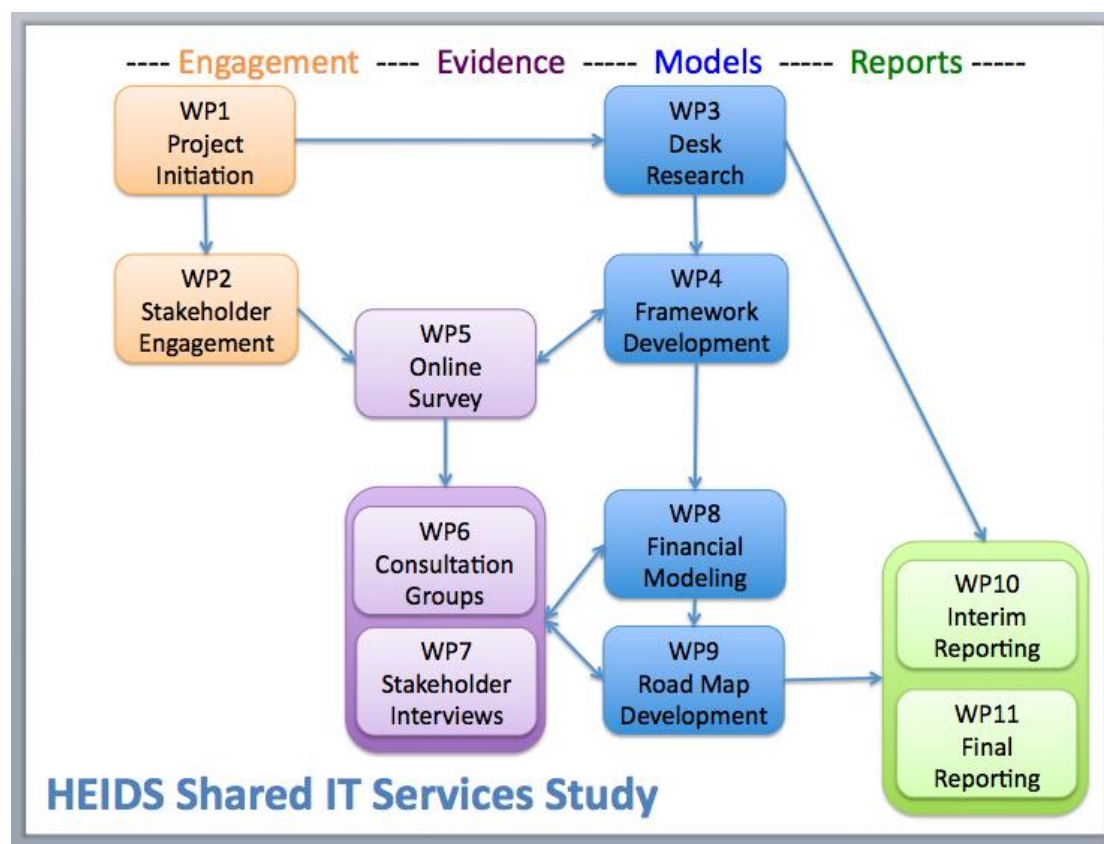 ---- Engagement ---- Evidence ----- Models ----- Reports -----
WP1
Project
Initiation
WP3
Desk
Research
WP2
Stakeholder
Engagement
WP4
Framework
Development
WP5
Online
Survey
WP6
Consultation
Groups
WP8
Financial
Modeling
WP10
Interim
Reporting
WP7
Stakeholder
Interviews
WP9
Road Map
Development
WP11
Final
Reporting
HEIDS Shared IT Services Study